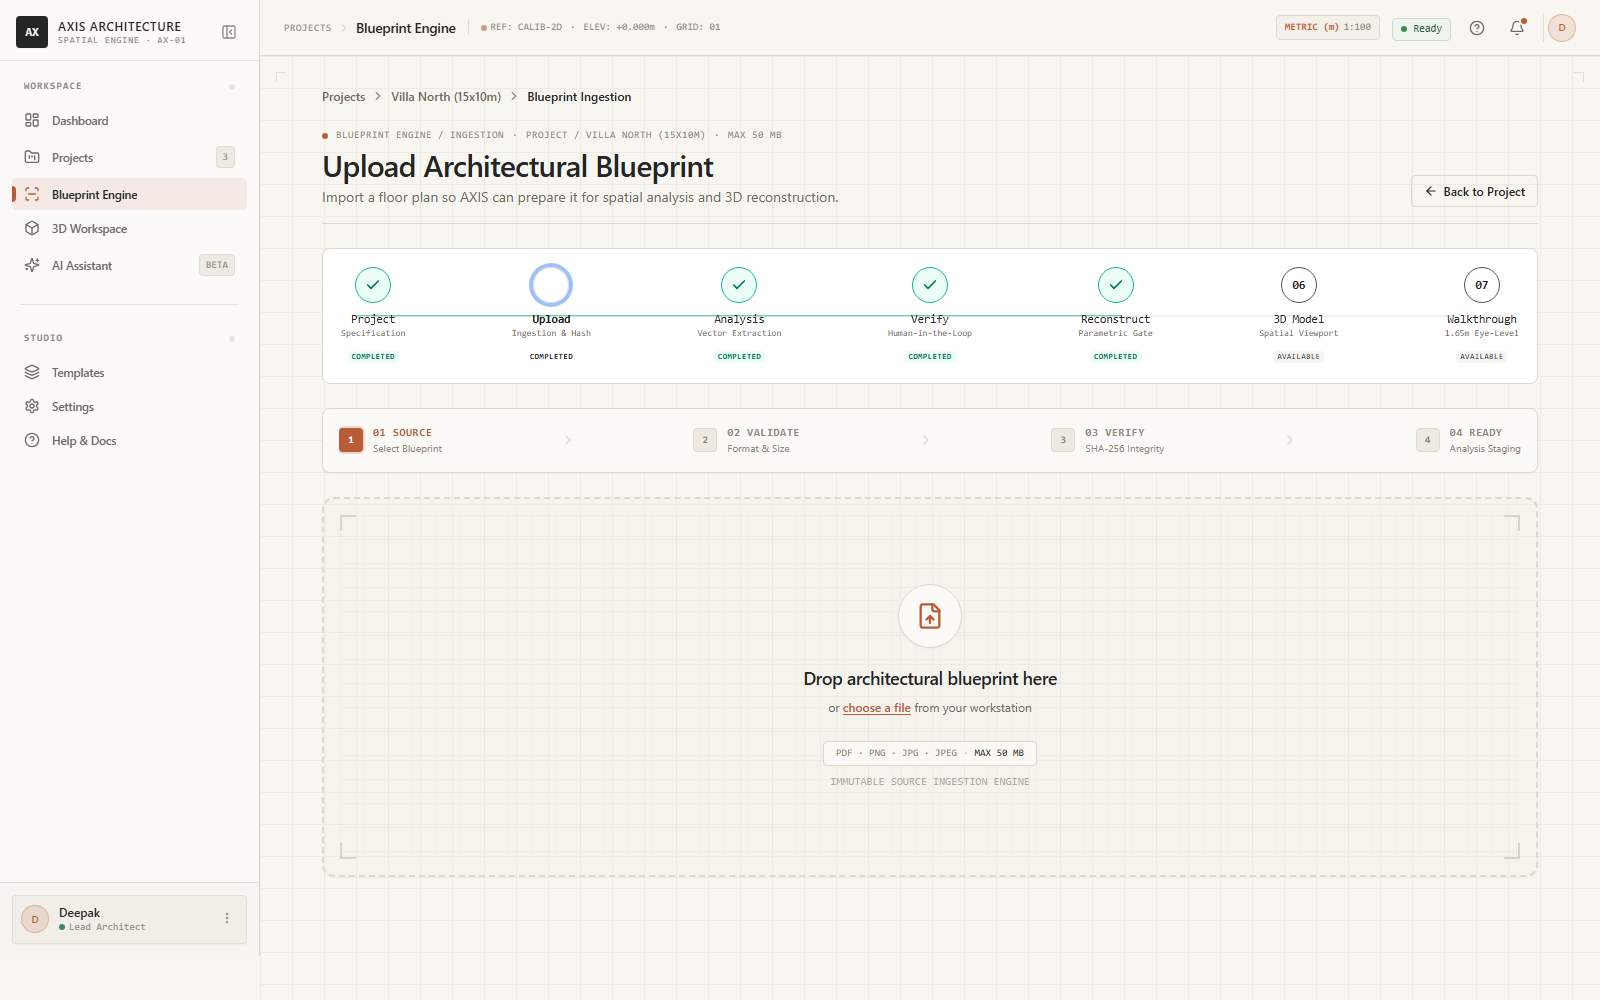 AX
AXIS ARCHITECTURE
SPATIAL ENGINE · AX-01
WORKSPACE
Dashboard
Projects 3
Blueprint Engine
3D Workspace
AI Assistant BETA
STUDIO
Templates
Settings
Help & Docs
D
Deepak
Lead Architect
PROJECTS Blueprint Engine REF: CALIB-2D · ELEV: +0.000m · GRID: 01
METRIC (m) 1:100 Ready D
Projects Villa North (15x10m) Blueprint Ingestion
BLUEPRINT ENGINE / INGESTION · PROJECT / VILLA NORTH (15X10M) · MAX 50 MB
Upload Architectural Blueprint
Import a floor plan so AXIS can prepare it for spatial analysis and 3D reconstruction.
Back to Project
Project
Specification
COMPLETED
Upload
Ingestion & Hash
COMPLETED
Analysis
Vector Extraction
COMPLETED
Verify
Human-in-the-Loop
COMPLETED
Reconstruct
Parametric Gate
COMPLETED
06
3D Model
Spatial Viewport
AVAILABLE
07
Walkthrough
1.65m Eye-Level
AVAILABLE
1
01 SOURCE
Select Blueprint
2
02 VALIDATE
Format & Size
3
03 VERIFY
SHA-256 Integrity
4
04 READY
Analysis Staging
Drop architectural blueprint here
or choose a file from your workstation
PDF · PNG · JPG · JPEG · MAX 50 MB
IMMUTABLE SOURCE INGESTION ENGINE